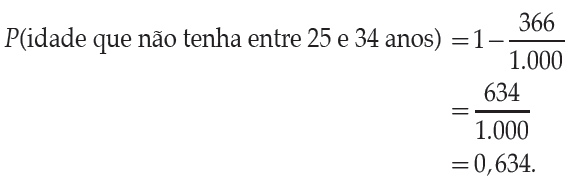 P(idade que não tenha entre 25 e 34 anos) = 1 − 366/1.000
= 634/1.000
= 0,634.